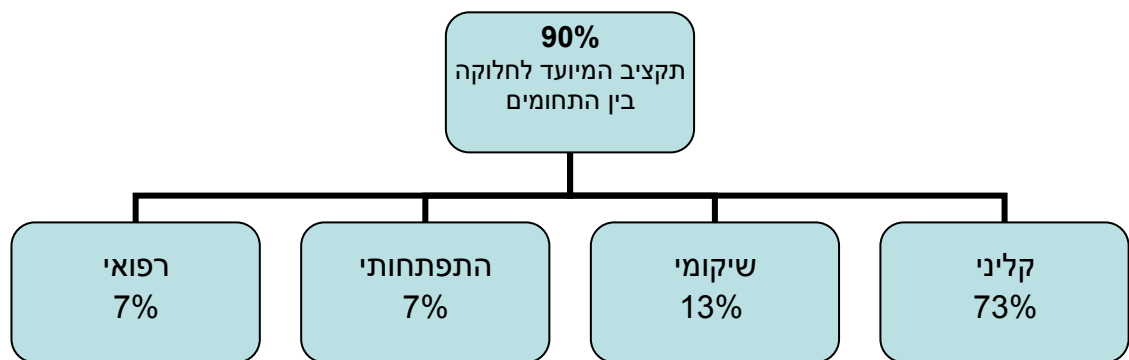 90%
תקציב המיועד לחלוקה
בין התחומים
קליני
73%
שיקומי
13%
התפתחותי
7%
רפואי
7%